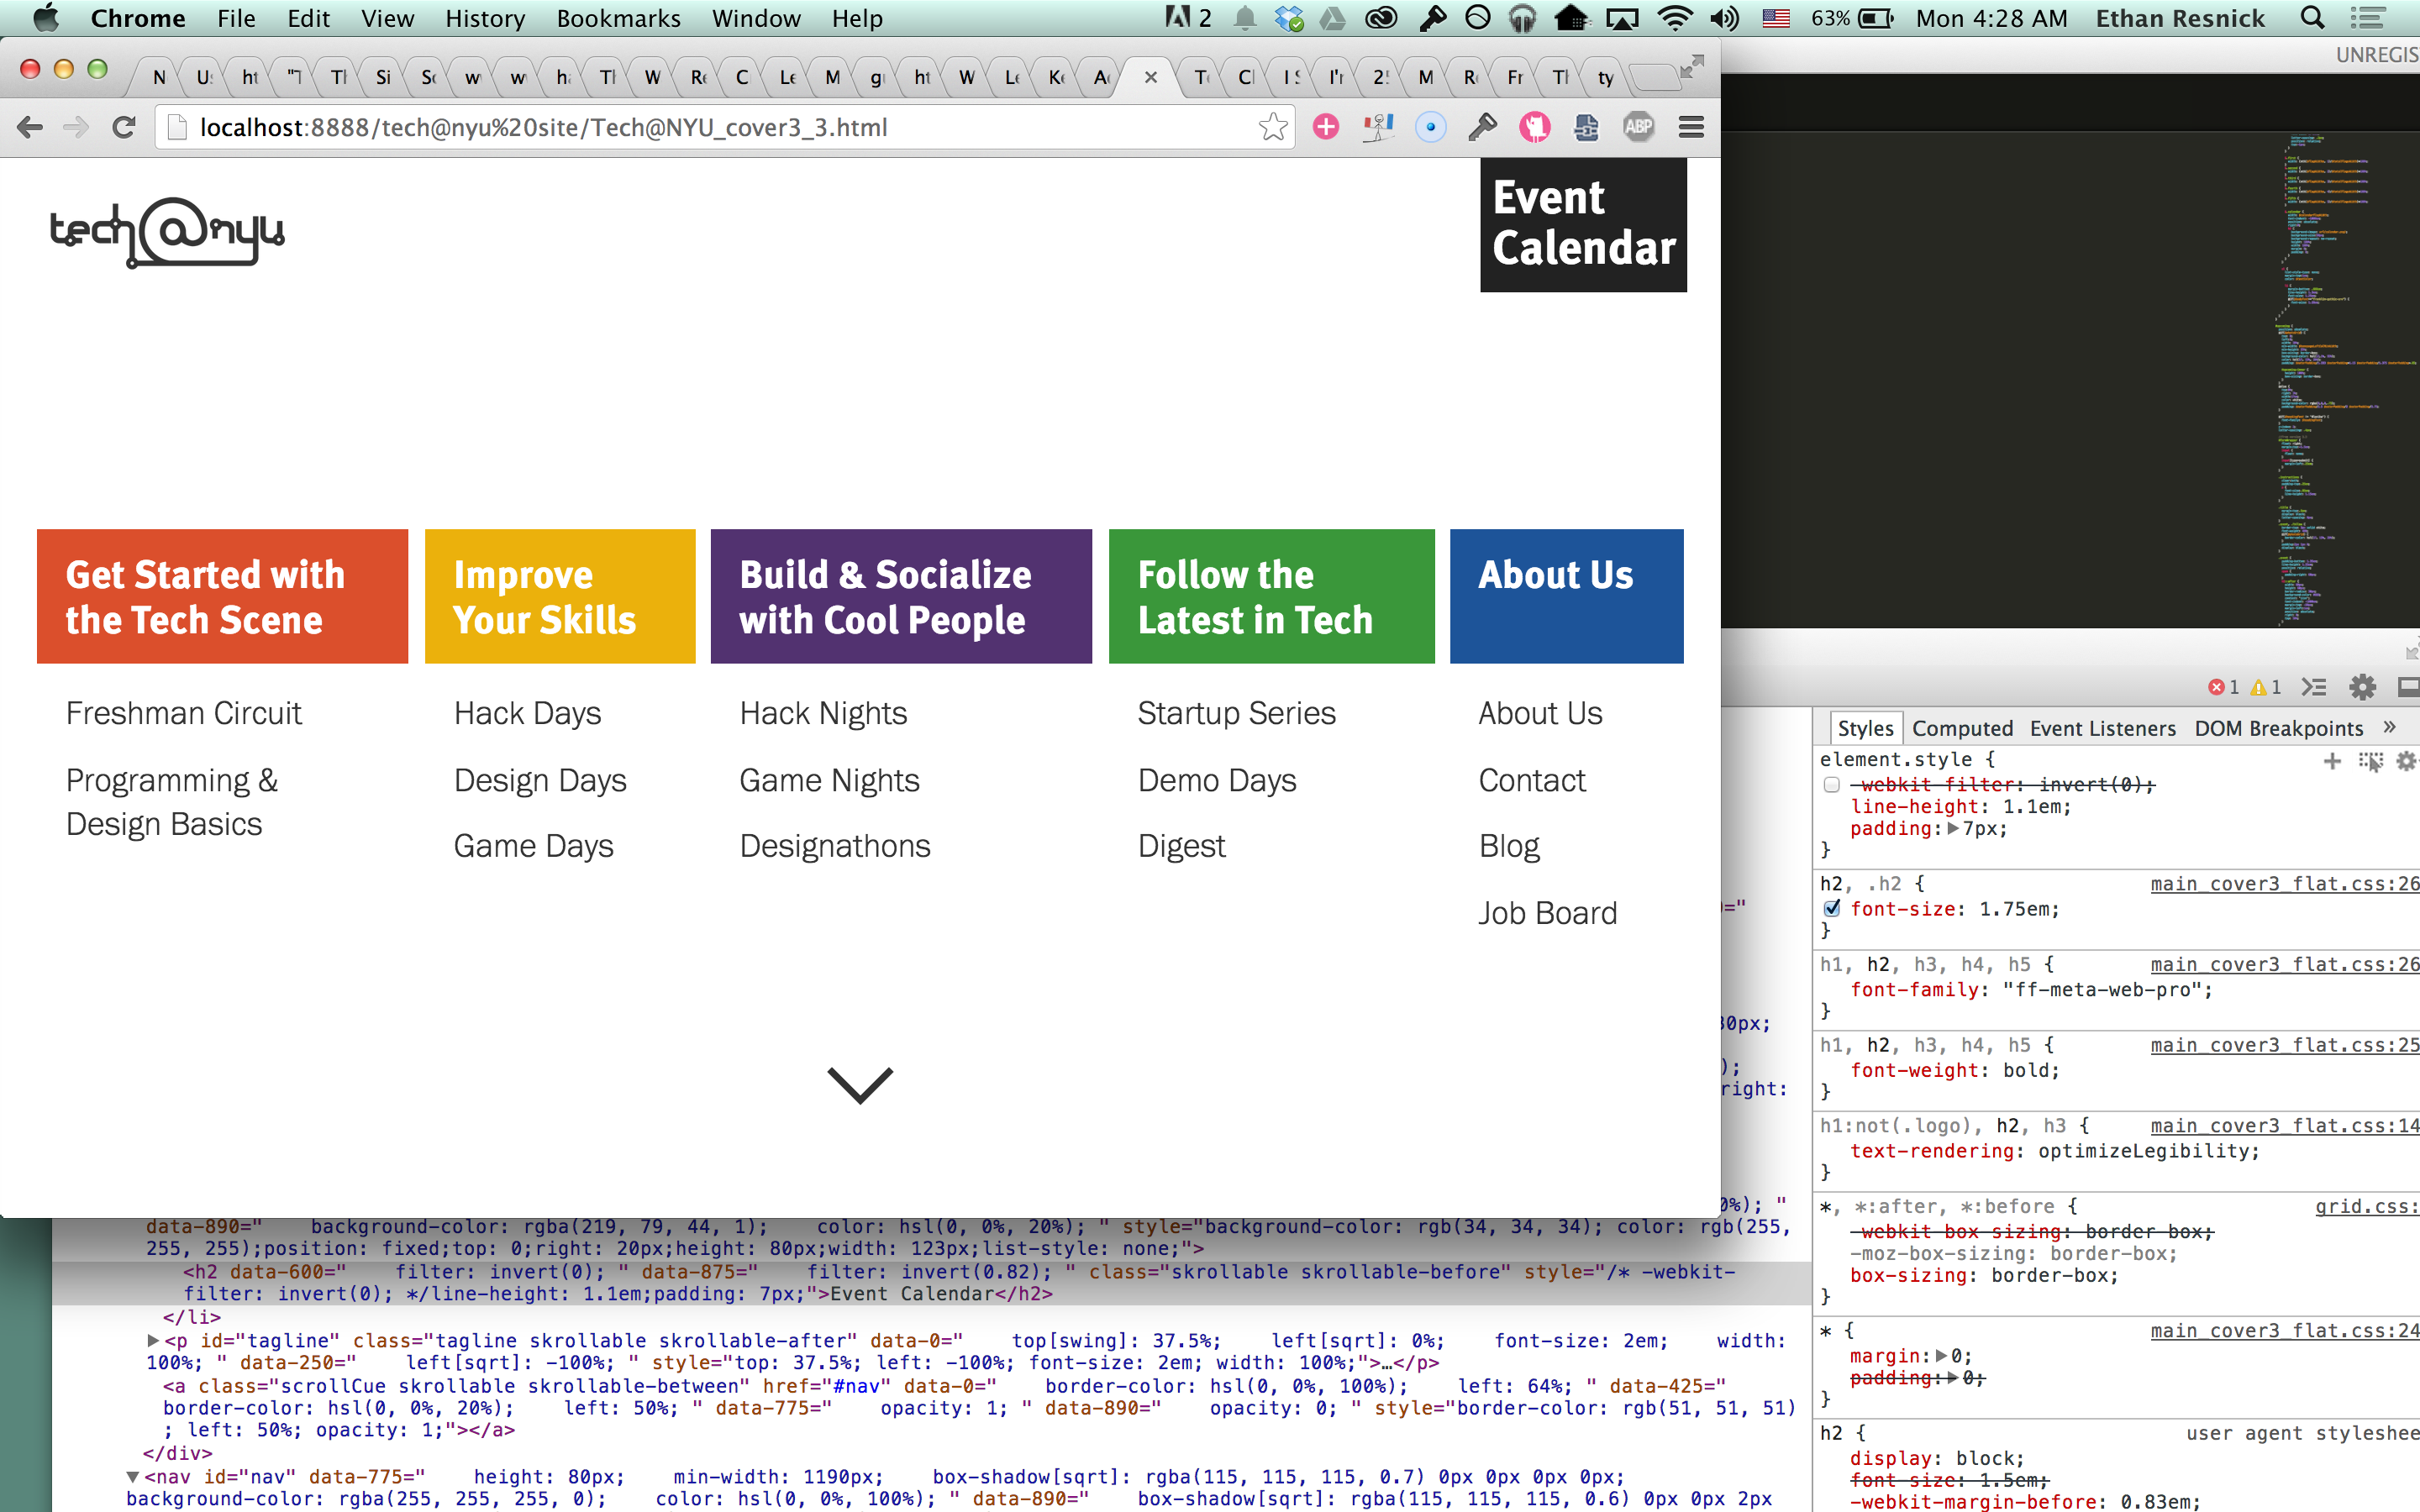 Chrome File Edit View History Bookmarks Window Help 2 63% Mon 4:28 AM Ethan Resnick
UNREGIS
N U ht "T Tl Si Sc w w h Tl W Re C Le M g ht W Le Ke A × T Cl I S I'r 2 M R Fr Tl ty
localhost:8888/tech@nyu%20site/Tech@NYU_cover3_3.html ABP
tech@nyu
Event
Calendar
Get Started with
the Tech Scene
Improve
Your Skills
Build & Socialize
with Cool People
Follow the
Latest in Tech
About Us
Freshman Circuit
Programming &
Design Basics
Hack Days
Design Days
Game Days
Hack Nights
Game Nights
Designathons
Startup Series
Demo Days
Digest
About Us
Contact
Blog
Job Board
1 1
Styles Computed Event Listeners DOM Breakpoints »
element.style {
-webkit-filter: invert(0);
line-height: 1.1em;
padding: 7px;
}
h2, .h2 { main_cover3_flat.css:26
font-size: 1.75em;
}
h1, h2, h3, h4, h5 { main_cover3_flat.css:26
font-family: "ff-meta-web-pro";
}
h1, h2, h3, h4, h5 { main_cover3_flat.css:25
font-weight: bold;
}
h1:not(.logo), h2, h3 { main_cover3_flat.css:14
text-rendering: optimizeLegibility;
}
*, *:after, *:before { grid.css:
-webkit-box-sizing: border-box;
-moz-box-sizing: border-box;
box-sizing: border-box;
}
* { main_cover3_flat.css:24
margin: 0;
padding: 0;
}
h2 { user agent styleshee
display: block;
font-size: 1.5em;
-webkit-margin-before: 0.83em;
="
30px;
);
right:
0%); "
data-890=" background-color: rgba(219, 79, 44, 1); color: hsl(0, 0%, 20%); " style="background-color: rgb(34, 34, 34); color: rgb(255,
255, 255);position: fixed;top: 0;right: 20px;height: 80px;width: 123px;list-style: none;">
<h2 data-600=" filter: invert(0); " data-875=" filter: invert(0.82); " class="skrollable skrollable-before" style="/* -webkit-
filter: invert(0); */line-height: 1.1em;padding: 7px;">Event Calendar</h2>
</li>
<p id="tagline" class="tagline skrollable skrollable-after" data-0=" top[swing]: 37.5%; left[sqrt]: 0%; font-size: 2em; width:
100%; " data-250=" left[sqrt]: -100%; " style="top: 37.5%; left: -100%; font-size: 2em; width: 100%;">…</p>
<a class="scrollCue skrollable skrollable-between" href="#nav" data-0=" border-color: hsl(0, 0%, 100%); left: 64%; " data-425="
border-color: hsl(0, 0%, 20%); left: 50%; " data-775=" opacity: 1; " data-890=" opacity: 0; " style="border-color: rgb(51, 51, 51)
; left: 50%; opacity: 1;"></a>
</div>
<nav id="nav" data-775=" height: 80px; min-width: 1190px; box-shadow[sqrt]: rgba(115, 115, 115, 0.7) 0px 0px 0px 0px;
background-color: rgba(255, 255, 255, 0); color: hsl(0, 0%, 100%); " data-890=" box-shadow[sqrt]: rgba(115, 115, 115, 0.6) 0px 0px 2px